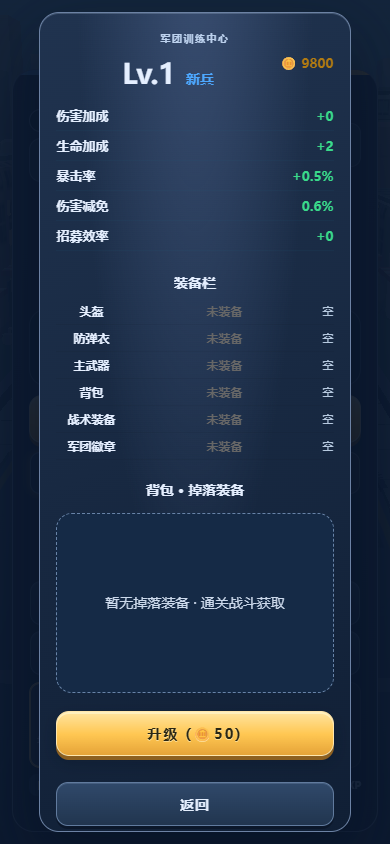 军团训练中心
Lv.1 新兵 9800
伤害加成 +0
生命加成 +2
暴击率 +0.5%
伤害减免 0.6%
招募效率 +0
装备栏
头盔 未装备 空
防弹衣 未装备 空
主武器 未装备 空
背包 未装备 空
战术装备 未装备 空
军团徽章 未装备 空
背包 • 掉落装备
暂无掉落装备 · 通关战斗获取
升级（50）
返回